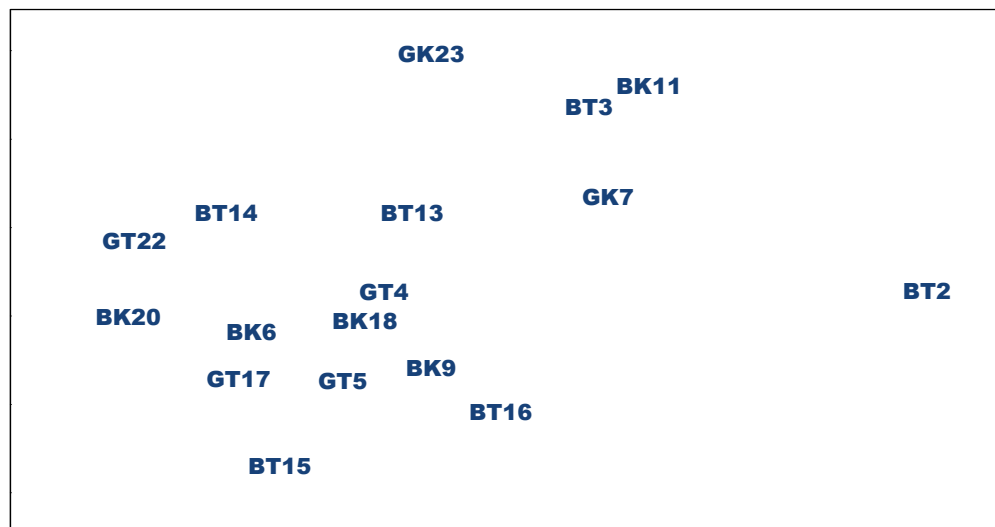 GK23
BK11
BT3
GK7
BT14
BT13
GT22
GT4
BT2
BK20
BK18
BK6
BK9
GT17
GT5
BT16
BT15